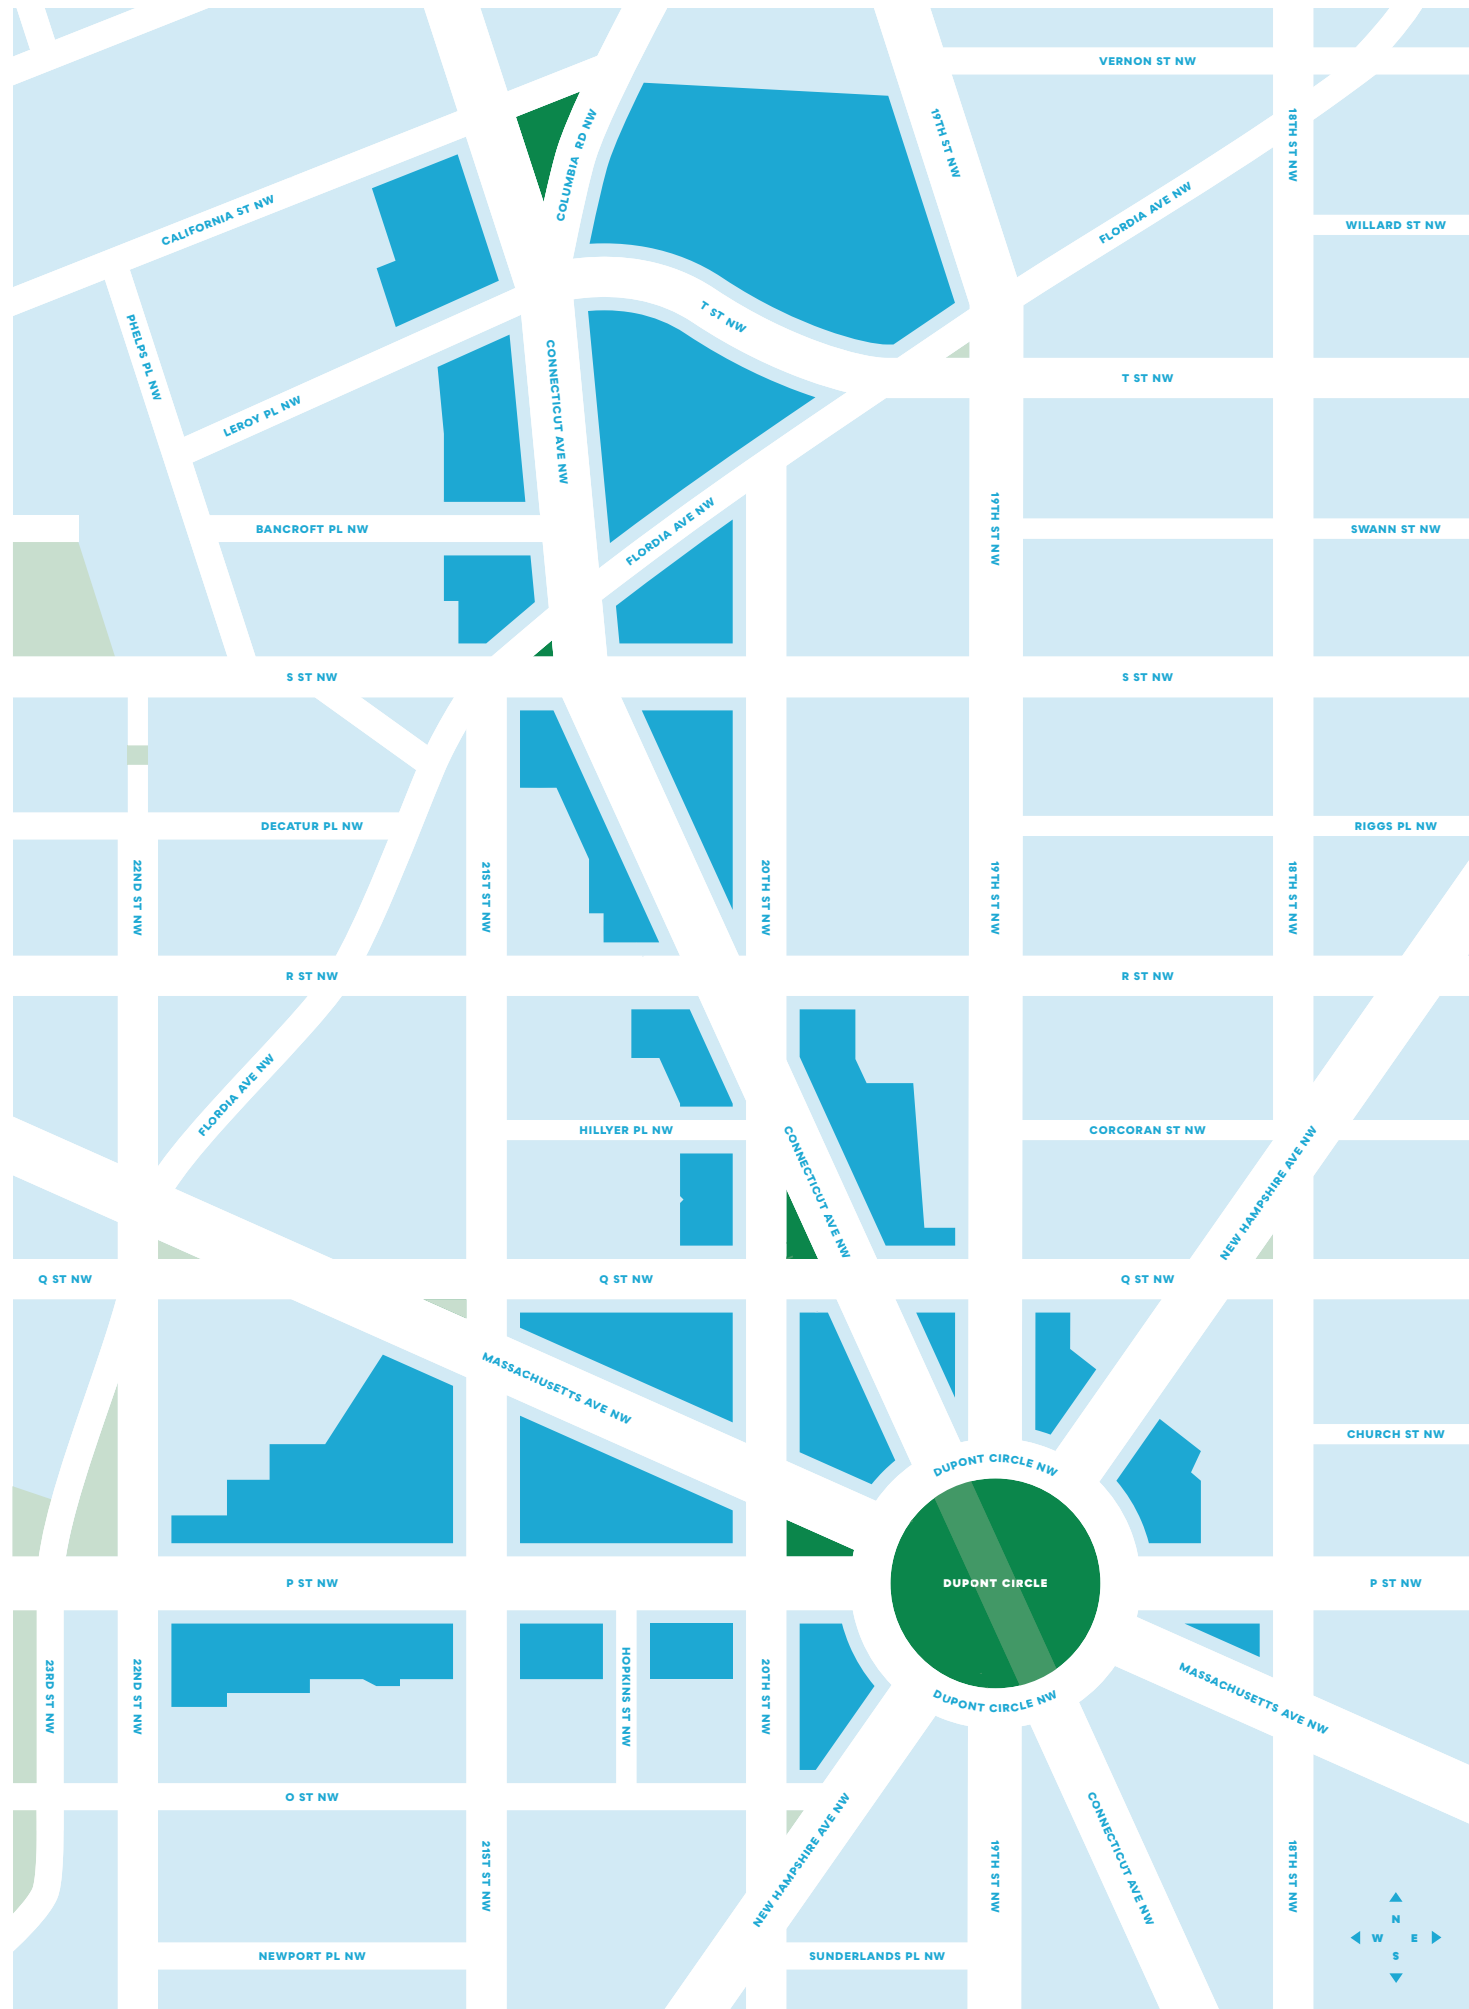 VERNON ST NW
COLUMBIA RD NW
19TH ST NW
18TH ST NW
CALIFORNIA ST NW
FLORDIA AVE NW
WILLARD ST NW
PHELPS PL NW
T ST NW
CONNECTICUT AVE NW
T ST NW
LEROY PL NW
BANCROFT PL NW
FLORDIA AVE NW
19TH ST NW
SWANN ST NW
S ST NW
S ST NW
DECATUR PL NW
RIGGS PL NW
22ND ST NW
21ST ST NW
20TH ST NW
19TH ST NW
18TH ST NW
R ST NW
R ST NW
FLORDIA AVE NW
HILLYER PL NW
CONNECTICUT AVE NW
CORCORAN ST NW
NEW HAMPSHIRE AVE NW
Q ST NW
Q ST NW
Q ST NW
MASSACHUSETTS AVE NW
CHURCH ST NW
DUPONT CIRCLE NW
P ST NW
DUPONT CIRCLE
P ST NW
23RD ST NW
22ND ST NW
HOPKINS ST NW
20TH ST NW
DUPONT CIRCLE NW
MASSACHUSETTS AVE NW
O ST NW
21ST ST NW
NEW HAMPSHIRE AVE NW
19TH ST NW
CONNECTICUT AVE NW
18TH ST NW
N
W E
S
NEWPORT PL NW
SUNDERLANDS PL NW